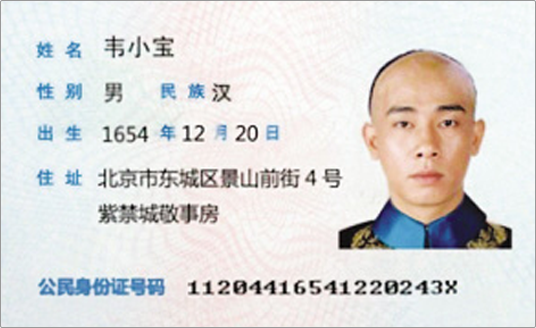 姓名 韦小宝
性别 男 民族 汉
出生 1654 年 12 月 20 日
住址 北京市东城区景山前街4号
紫禁城敬事房
公民身份证号码 11204416541220243X